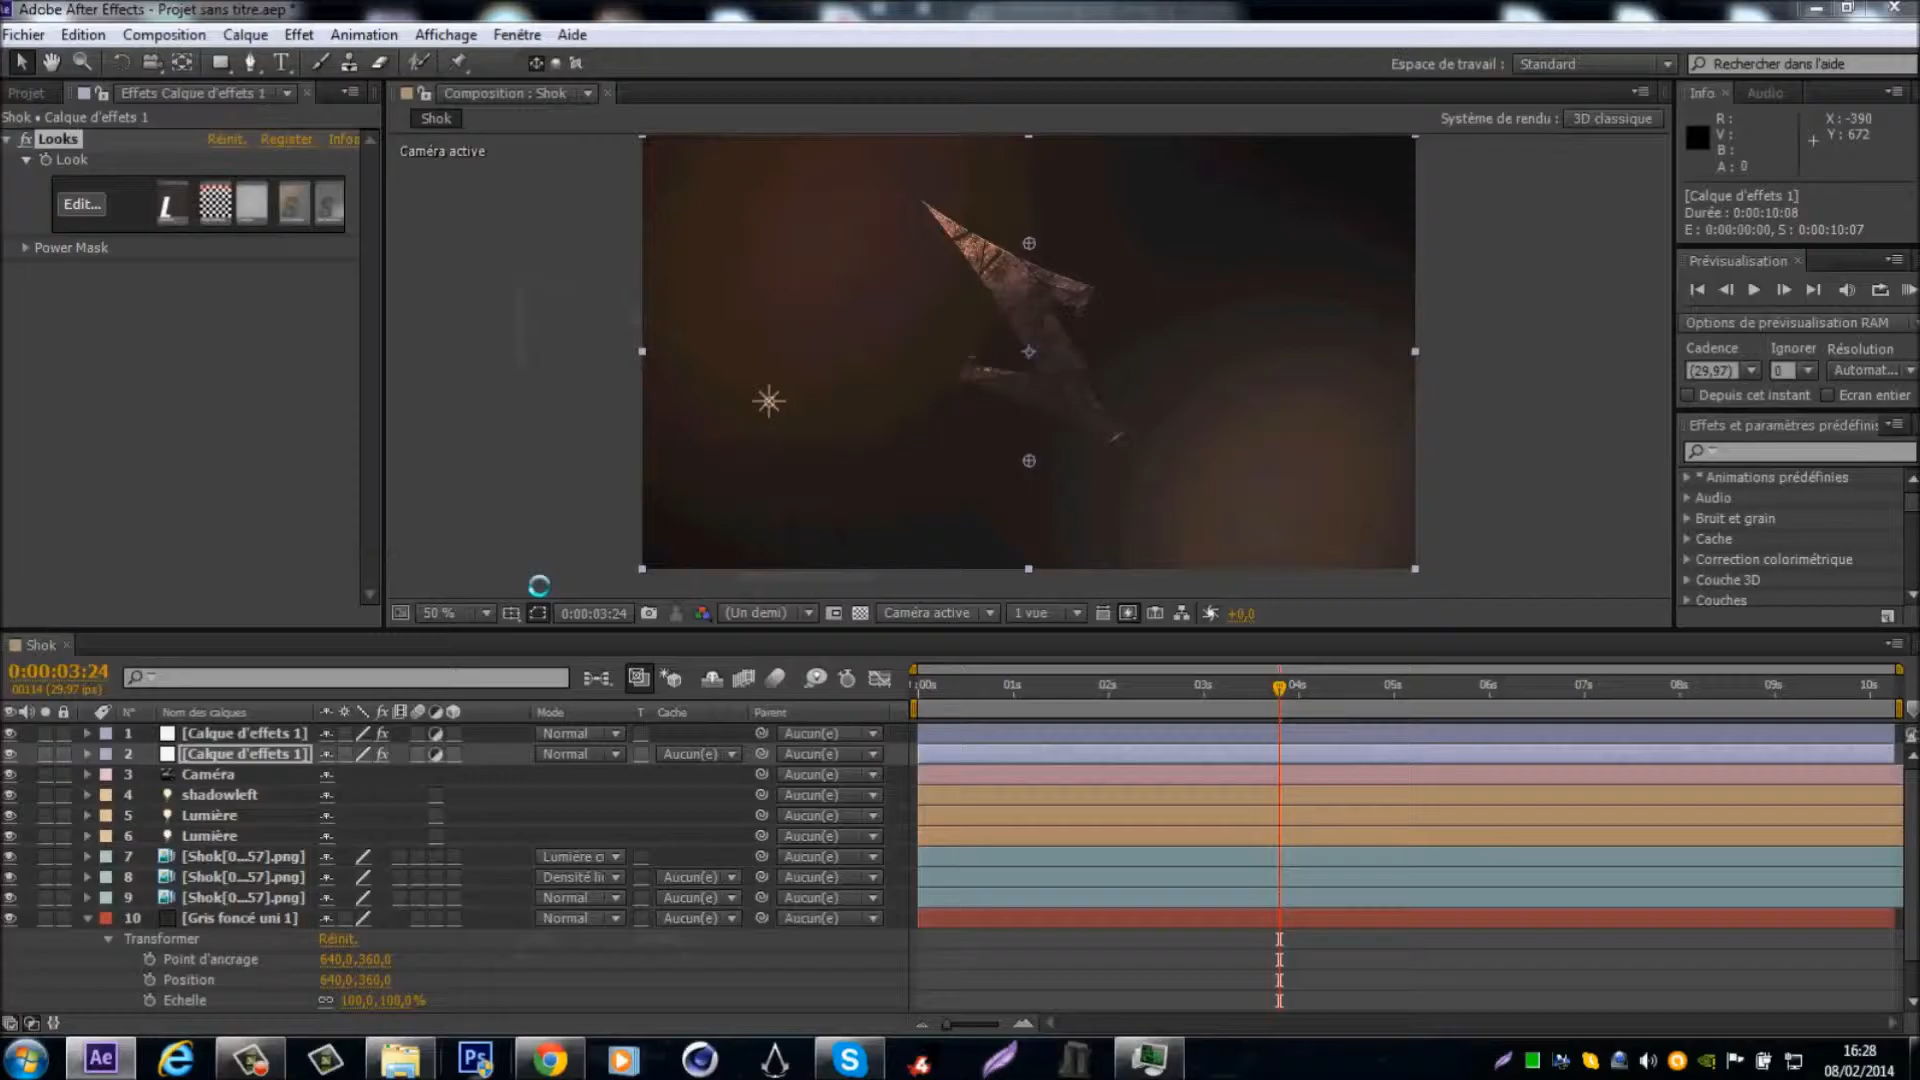 Adobe After Effects - Projet sans titre.aep *
Fichier Edition Composition Calque Effet Animation Affichage Fenêtre Aide
Espace de travail : Standard Rechercher dans l'aide
Projet Effets Calque d'effets 1
Shok • Calque d'effets 1
Looks Réinit. Register Infor
Look
Edit...
Power Mask
Composition : Shok
Shok
Système de rendu : 3D classique
Caméra active
50 % 0:00:03:24 (Un demi) Caméra active 1 vue +0,0
Info Audio
R :
V :
B :
A : 0
X : -390
Y : 672
[Calque d'effets 1]
Durée : 0:00:10:08
E : 0:00:00:00, S : 0:00:10:07
Prévisualisation
Options de prévisualisation RAM
Cadence Ignorer Résolution
(29,97) 0 Automat...
Depuis cet instant Ecran entier
Effets et paramètres prédéfinis
* Animations prédéfinies
Audio
Bruit et grain
Cache
Correction colorimétrique
Couche 3D
Couches
Shok
0:00:03:24
00114 (29.97 ips)
:00s 01s 02s 03s 04s 05s 06s 07s 08s 09s 10s
N° Nom des calques Mode T Cache Parent
1 [Calque d'effets 1] Normal Aucun(e)
2 [Calque d'effets 1] Normal Aucun(e) Aucun(e)
3 Caméra Aucun(e)
4 shadowleft Aucun(e)
5 Lumière Aucun(e)
6 Lumière Aucun(e)
7 [Shok[0...57].png] Lumière c Aucun(e)
8 [Shok[0...57].png] Densité li Aucun(e) Aucun(e)
9 [Shok[0...57].png] Normal Aucun(e) Aucun(e)
10 [Gris foncé uni 1] Normal Aucun(e) Aucun(e)
Transformer Réinit.
Point d'ancrage 640,0,360,0
Position 640,0,360,0
Echelle 100,0,100,0%
16:28
08/02/2014